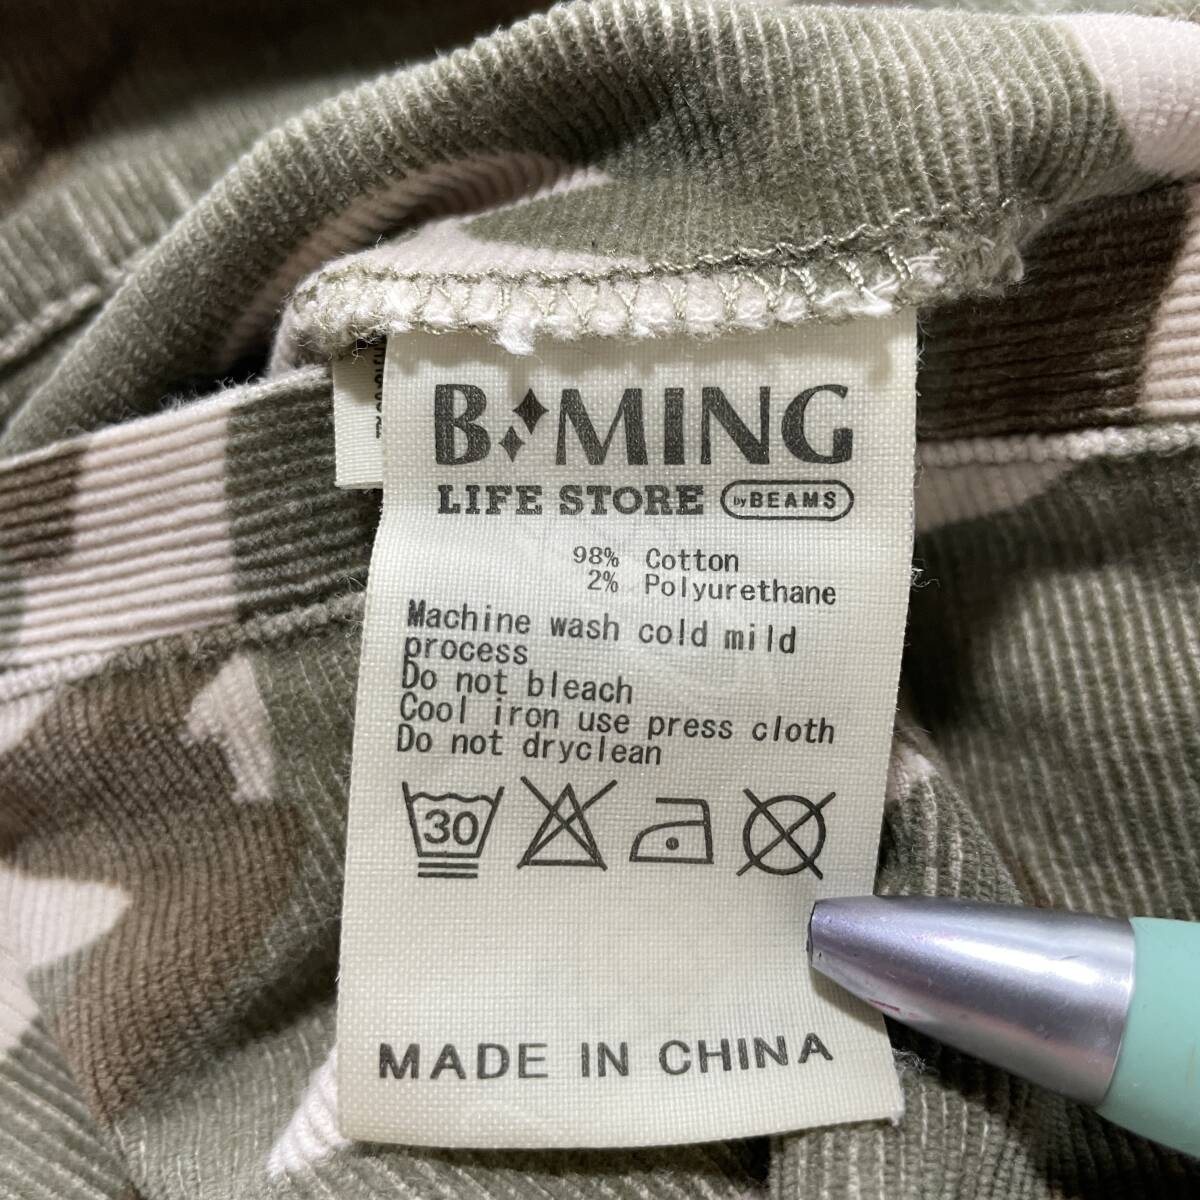 B MING
LIFE STORE by BEAMS
98% Cotton
2% Polyurethane
Machine wash cold mild
process
Do not bleach
Cool iron use press cloth
Do not dryclean
30
MADE IN CHINA